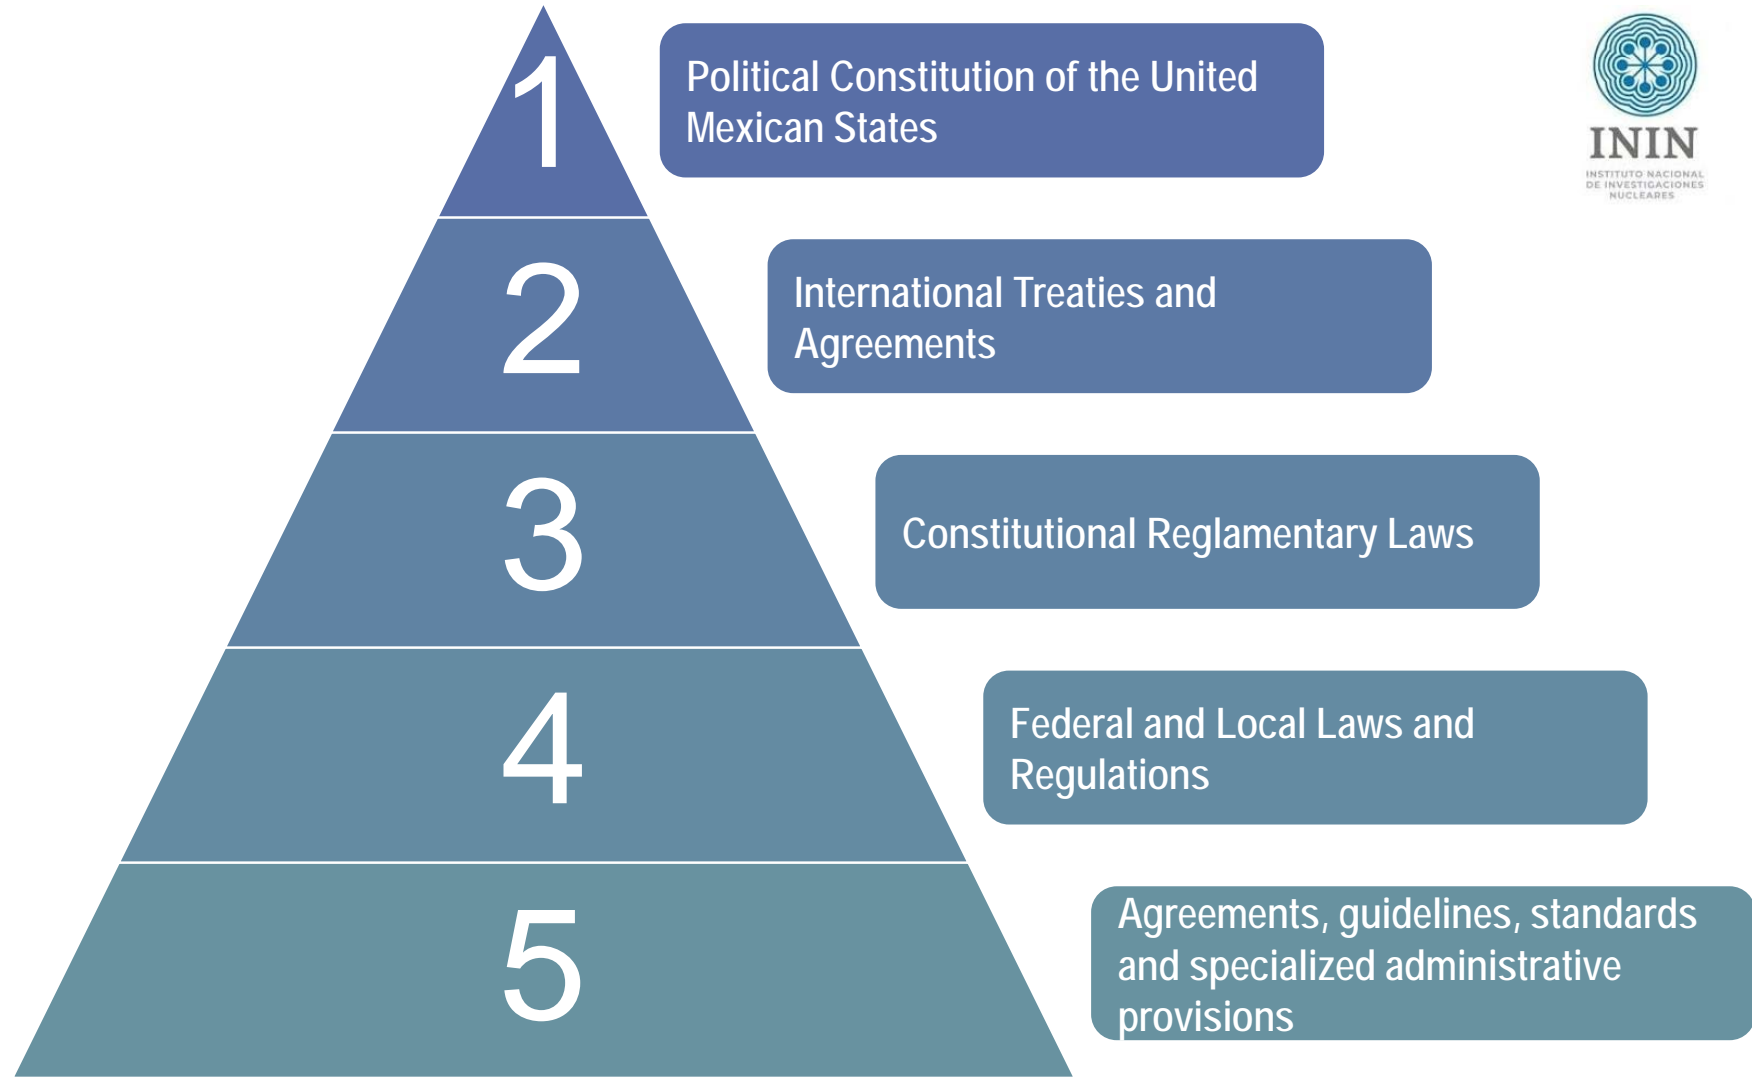 1
Political Constitution of the United
Mexican States
ININ
INSTITUTO NACIONAL
DE INVESTIGACIONES
NUCLEARES
2
International Treaties and
Agreements
3
Constitutional Reglamentary Laws
4
Federal and Local Laws and
Regulations
5
Agreements, guidelines, standards
and specialized administrative
provisions